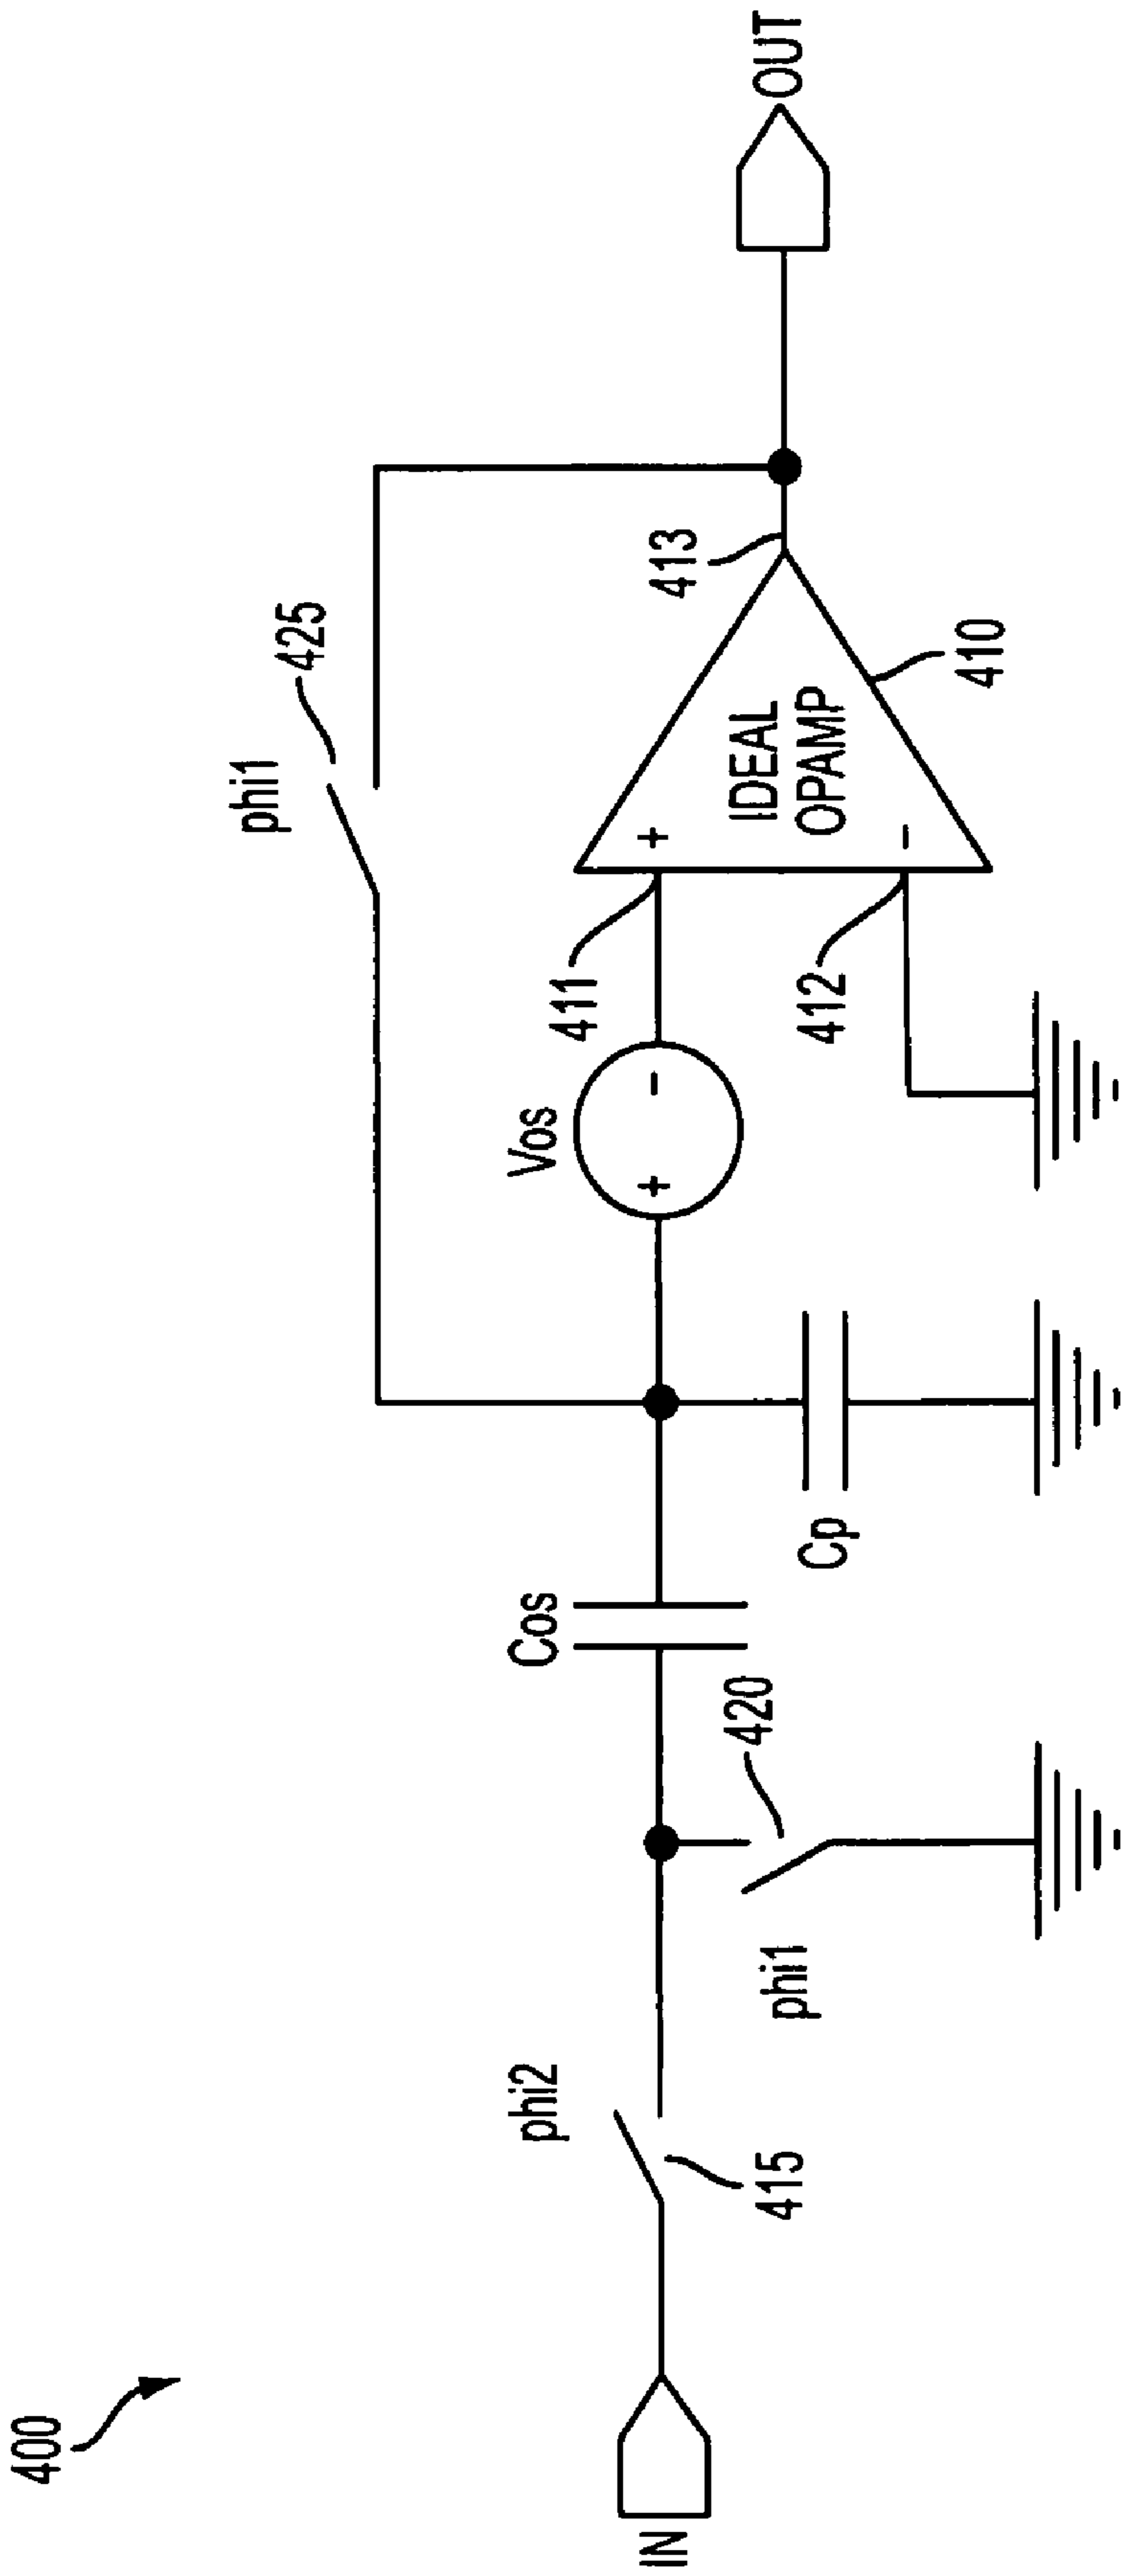 400
IN
phi2
415
phi1
420
Cos
Cp
Vos
+
-
phi1
425
411
412
+
-
IDEAL
OPAMP
410
413
OUT